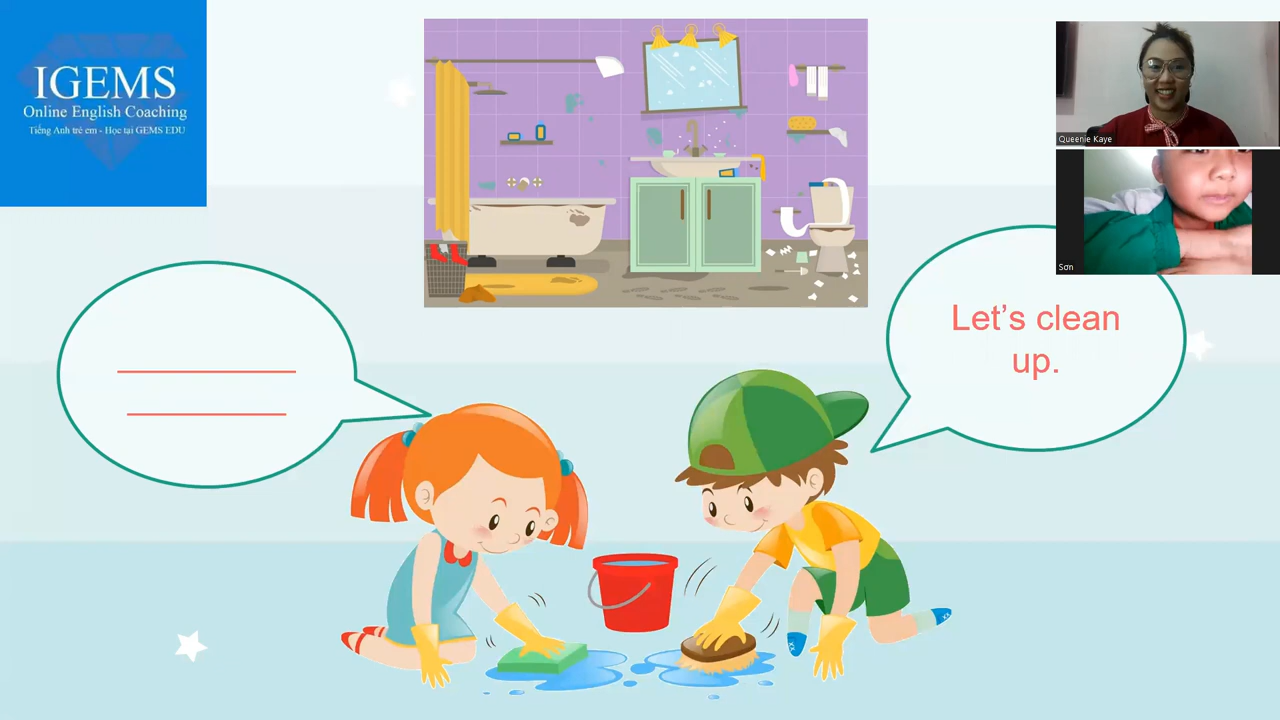 IGEMS
Online English Coaching
Tiếng Anh trẻ em - Học tại GEMS EDU
Queenie Kaye
Sơn
Let's clean
up.